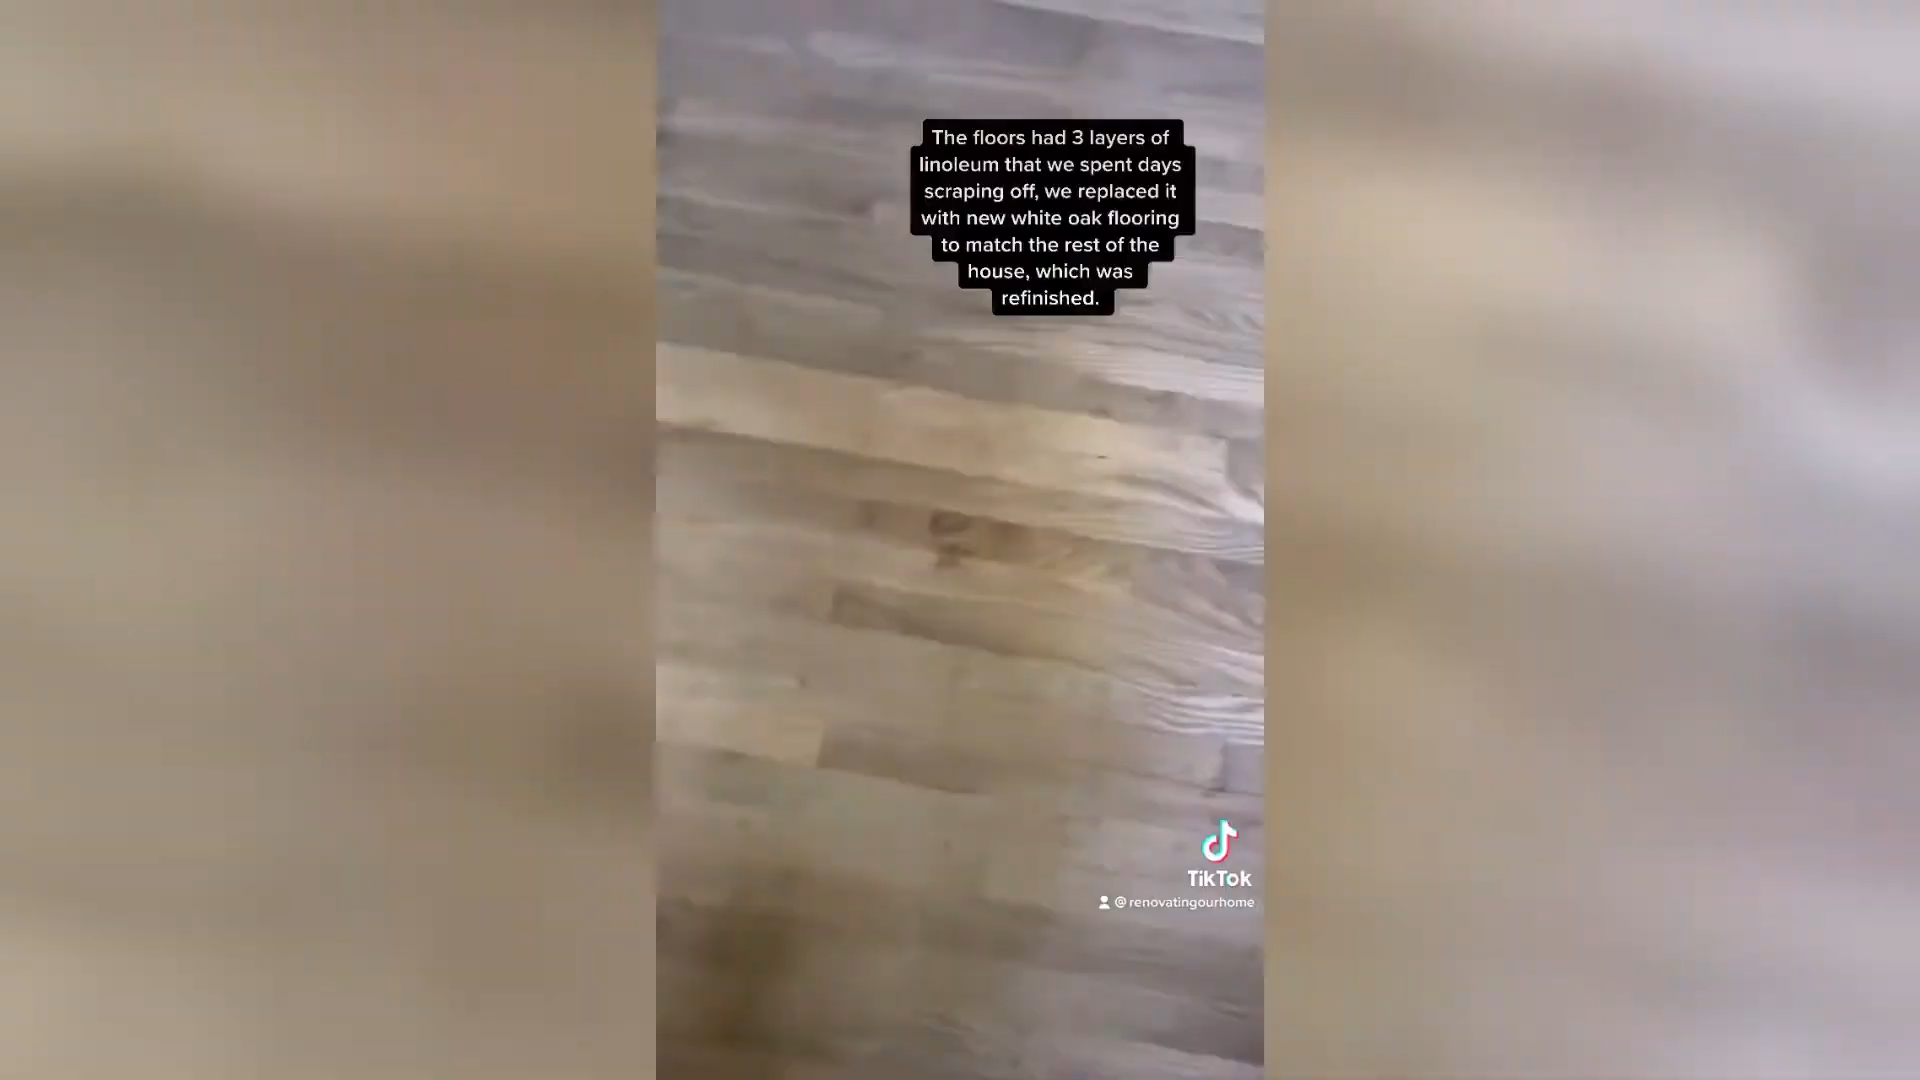 The floors had 3 layers of
linoleum that we spent days
scraping off, we replaced it
with new white oak flooring
to match the rest of the
house, which was
refinished.
TikTok
@renovatingourhome